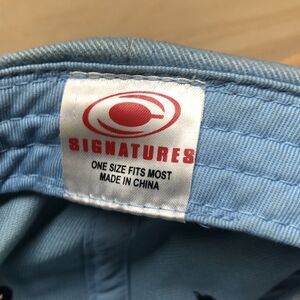 SIGNATURES
ONE SIZE FITS MOST
MADE IN CHINA